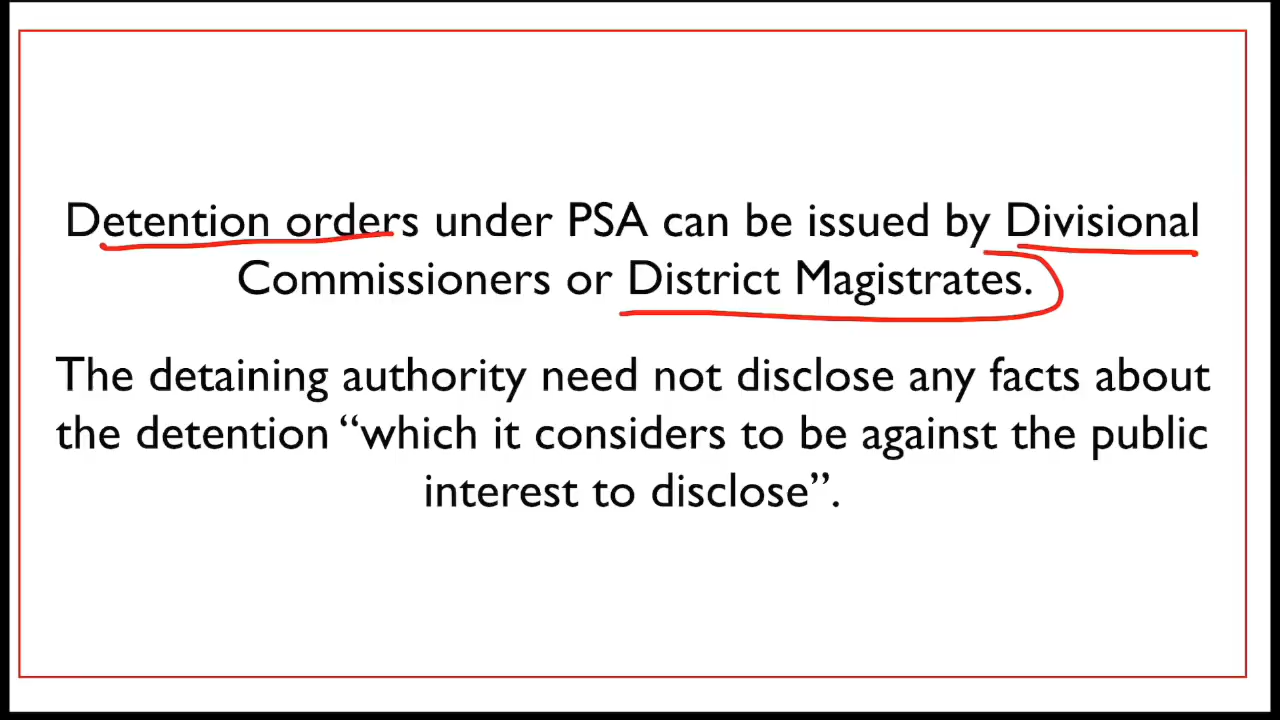 Detention orders under PSA can be issued by Divisional
Commissioners or District Magistrates.
The detaining authority need not disclose any facts about
the detention “which it considers to be against the public
interest to disclose”.